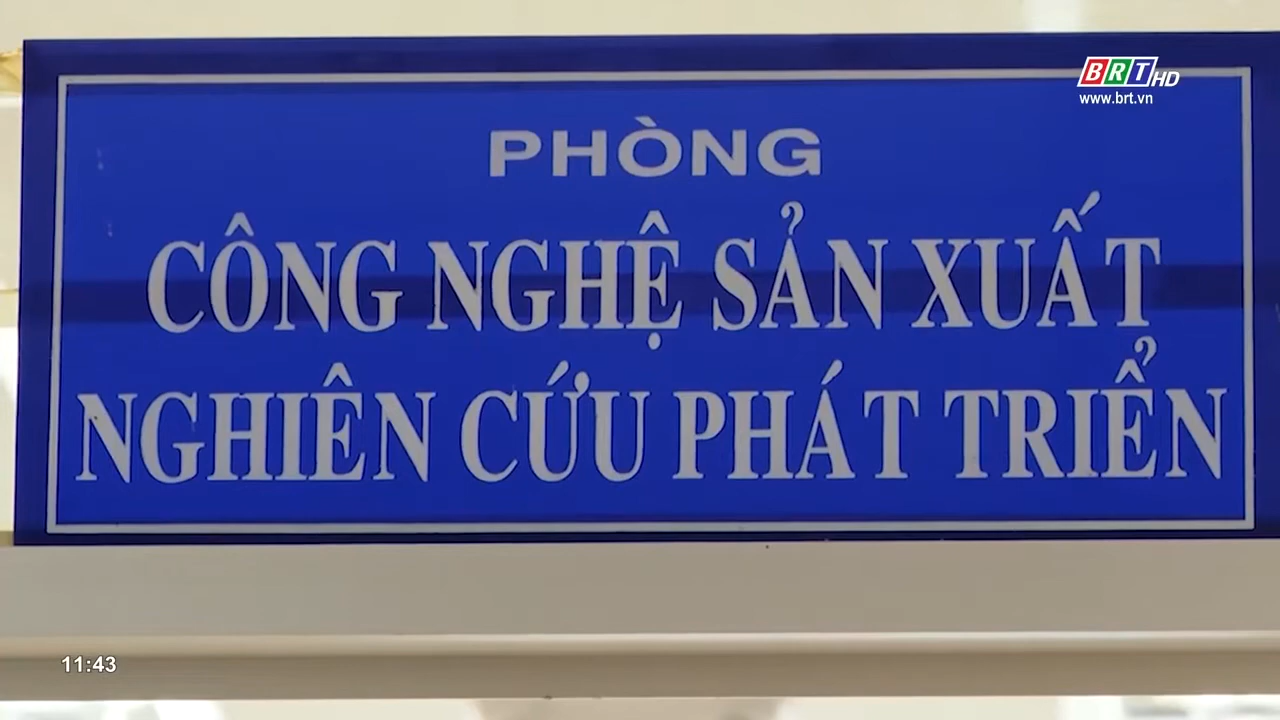 BRT HD
www.brt.vn
PHÒNG
CÔNG NGHỆ SẢN XUẤT
NGHIÊN CỨU PHÁT TRIỂN
11:43